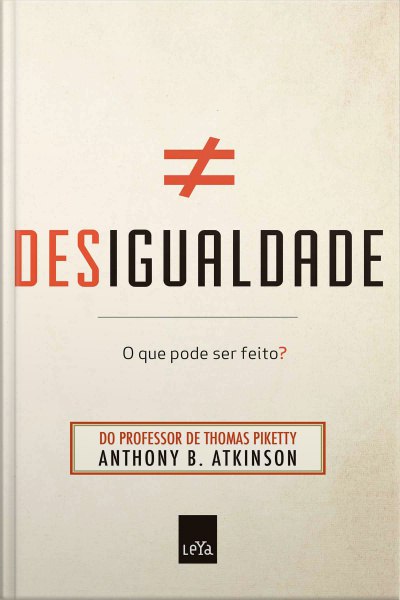 ≠
DESIGUALDADE
O que pode ser feito?
DO PROFESSOR DE THOMAS PIKETTY
ANTHONY B. ATKINSON
LeYa